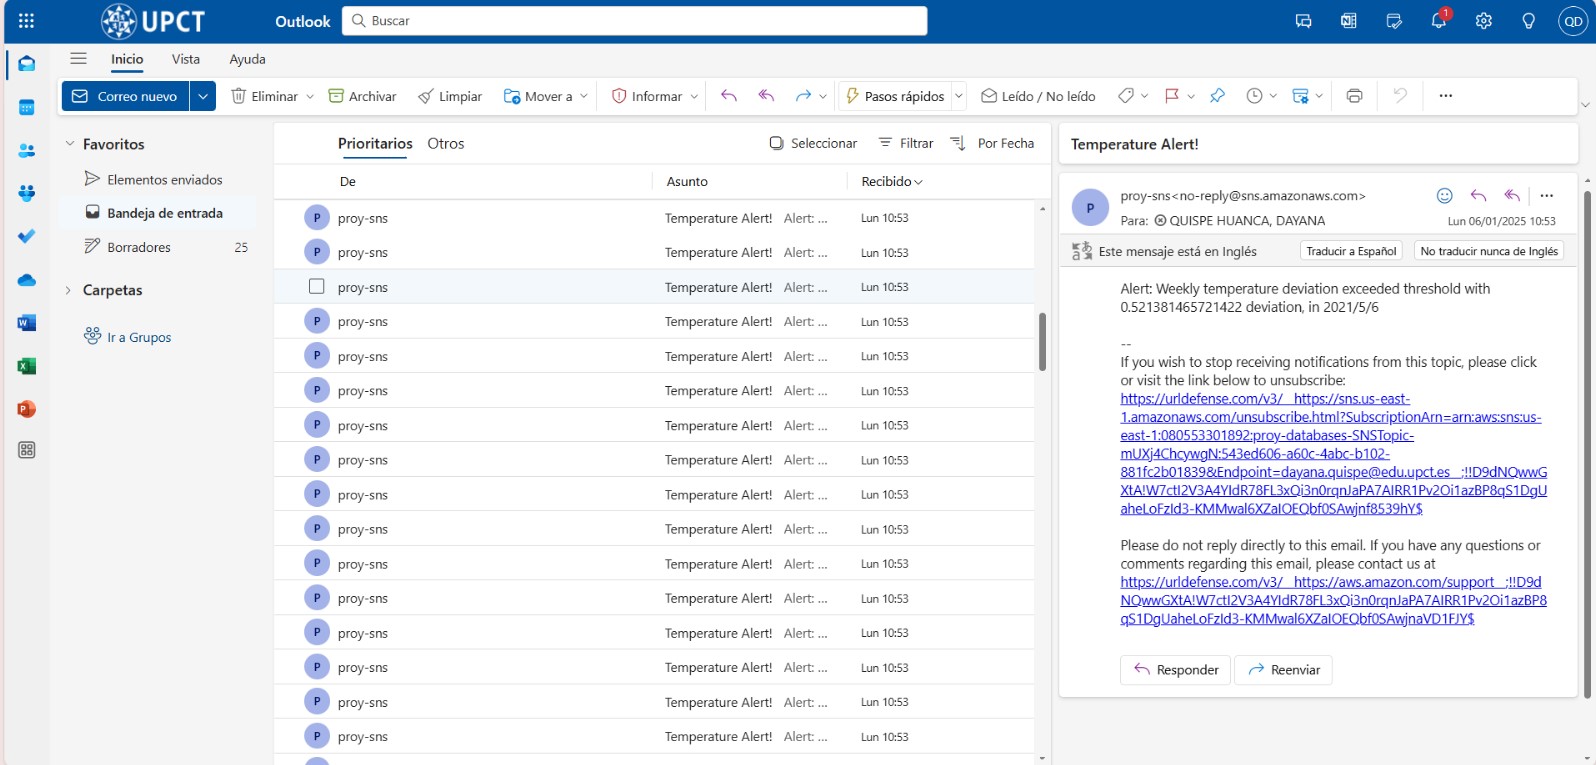 UPCT
Outlook
Buscar
1
QD
Inicio
Vista
Ayuda
Correo nuevo
Eliminar
Archivar
Limpiar
Mover a
Informar
Pasos rápidos
Leído / No leído
Favoritos
Elementos enviados
Bandeja de entrada
Borradores 25
Carpetas
Ir a Grupos
Prioritarios Otros
Seleccionar
Filtrar
Por Fecha
De Asunto Recibido
P proy-sns Temperature Alert! Alert: ... Lun 10:53
P proy-sns Temperature Alert! Alert: ... Lun 10:53
proy-sns Temperature Alert! Alert: ... Lun 10:53
P proy-sns Temperature Alert! Alert: ... Lun 10:53
P proy-sns Temperature Alert! Alert: ... Lun 10:53
P proy-sns Temperature Alert! Alert: ... Lun 10:53
P proy-sns Temperature Alert! Alert: ... Lun 10:53
P proy-sns Temperature Alert! Alert: ... Lun 10:53
P proy-sns Temperature Alert! Alert: ... Lun 10:53
P proy-sns Temperature Alert! Alert: ... Lun 10:53
P proy-sns Temperature Alert! Alert: ... Lun 10:53
P proy-sns Temperature Alert! Alert: ... Lun 10:53
P proy-sns Temperature Alert! Alert: ... Lun 10:53
P proy-sns Temperature Alert! Alert: ... Lun 10:53
P proy-sns Temperature Alert! Alert: ... Lun 10:53
P proy-sns Temperature Alert! Alert: ... Lun 10:53
Temperature Alert!
P
proy-sns<no-reply@sns.amazonaws.com>
Para: QUISPE HUANCA, DAYANA
Lun 06/01/2025 10:53
Este mensaje está en Inglés
Traducir a Español
No traducir nunca de Inglés
Alert: Weekly temperature deviation exceeded threshold with
0.521381465721422 deviation, in 2021/5/6
--
If you wish to stop receiving notifications from this topic, please click
or visit the link below to unsubscribe:
https://urldefense.com/v3/__https://sns.us-east-
1.amazonaws.com/unsubscribe.html?SubscriptionArn=arn:aws:sns:us-
east-1:080553301892:proy-databases-SNSTopic-
mUXj4ChcywgN:543ed606-a60c-4abc-b102-
881fc2b01839&Endpoint=dayana.quispe@edu.upct.es__;!!D9dNQwwG
XtA!W7ctI2V3A4YIdR78FL3xQi3n0rqnJaPA7AIRR1Pv2Oi1azBP8qS1DgU
aheLoFzId3-KMMwal6XZaIOEQbf0SAwjnf8539hY$
Please do not reply directly to this email. If you have any questions or
comments regarding this email, please contact us at
https://urldefense.com/v3/__https://aws.amazon.com/support__;!!D9d
NQwwGXtA!W7ctI2V3A4YIdR78FL3xQi3n0rqnJaPA7AIRR1Pv2Oi1azBP8
qS1DgUaheLoFzId3-KMMwal6XZaIOEQbf0SAwjnaVD1FJY$
Responder
Reenviar